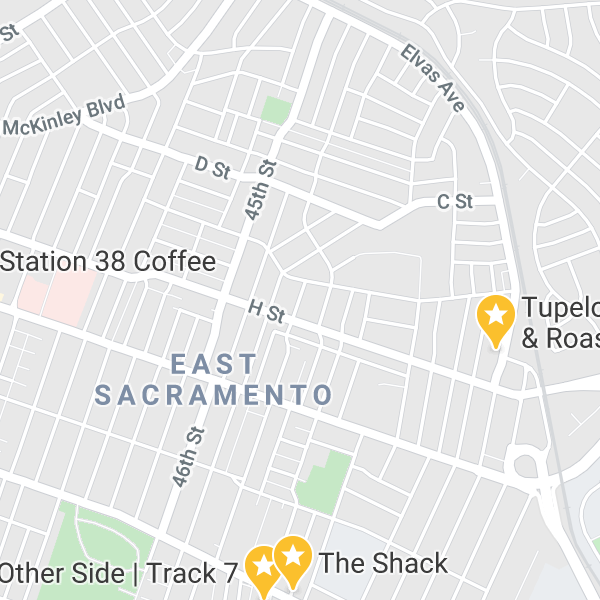 St
Elvas Ave
McKinley Blvd
D St
45th St
C St
Station 38 Coffee
H St
Tupelo
& Roas
EAST
SACRAMENTO
46th St
Other Side | Track 7
The Shack